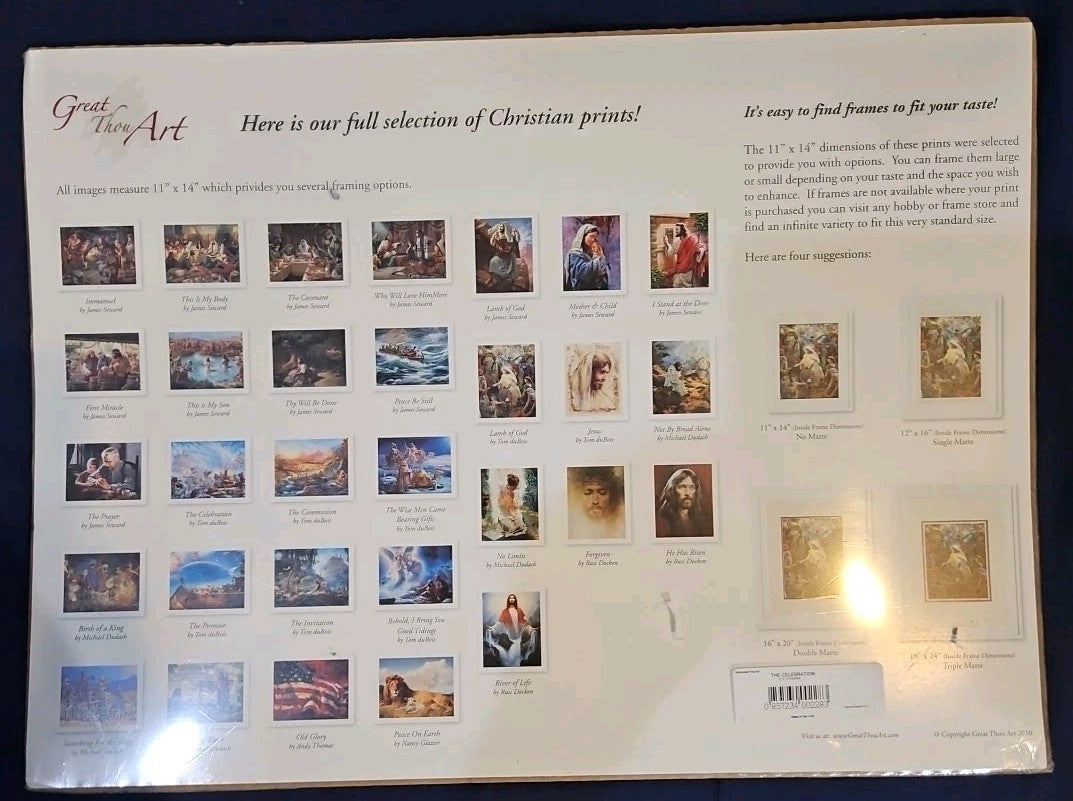 Great
Thou Art
Here is our full selection of Christian prints!
All images measure 11" x 14" which privides you several framing options.
Immanuel
by James Seward
This Is My Body
by James Seward
The Covenant
by James Seward
Who Will Love HimMore
by James Seward
Lamb of God
by James Seward
Mother & Child
by James Seward
I Stand at the Door
by James Seward
First Miracle
by James Seward
This is My Son
by James Seward
Thy Will Be Done
by James Seward
Peace Be Still
by James Seward
Lamb of God
by Tom duBois
Jesus
by Tom duBois
Not By Bread Alone
by Michael Dudash
The Prayer
by James Seward
The Celebration
by Tom duBois
The Commission
by Tom duBois
The Wise Men Came
Bearing Gifts
by Tom duBois
No Limits
by Michael Dudash
Forgiven
by Russ Docken
He Has Risen
by Russ Docken
Birth of a King
by Michael Dudash
The Promise
by Tom duBois
The Invitation
by Tom duBois
Behold, I Bring You
Good Tidings
by Tom duBois
River of Life
by Russ Docken
Searching for the King
by Michael
Old Glory
by Andy Thomas
Peace On Earth
by Nancy Glazier
It's easy to find frames to fit your taste!
The 11" x 14" dimensions of these prints were selected
to provide you with options. You can frame them large
or small depending on your taste and the space you wish
to enhance. If frames are not available where your print
is purchased you can visit any hobby or frame store and
find an infinite variety to fit this very standard size.
Here are four suggestions:
11" x 14" (Inside Frame Dimensions)
No Matte
12" x 16" (Inside Frame Dimensions)
Single Matte
16" x 20" (Inside Frame
Double Matte
18" x 24" (Inside Frame Dimensions)
Triple Matte
THE CELEBRATION
0 857234 002283
Visit us at: www.GreatThouArt.com
© Copyright Great Thou Art 2010